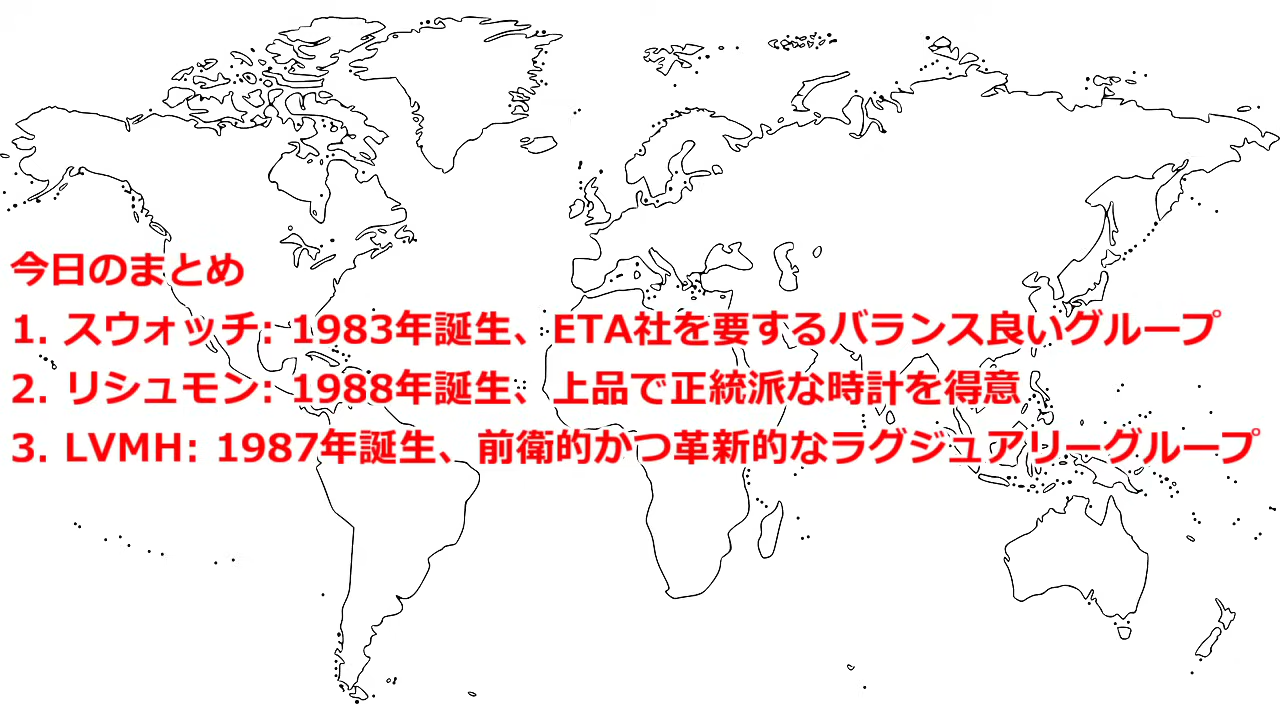 今日のまとめ
1. スウォッチ: 1983年誕生、ETA社を要するバランス良いグループ
2. リシュモン: 1988年誕生、上品で正統派な時計を得意
3. LVMH: 1987年誕生、前衛的かつ革新的なラグジュアリーグループ